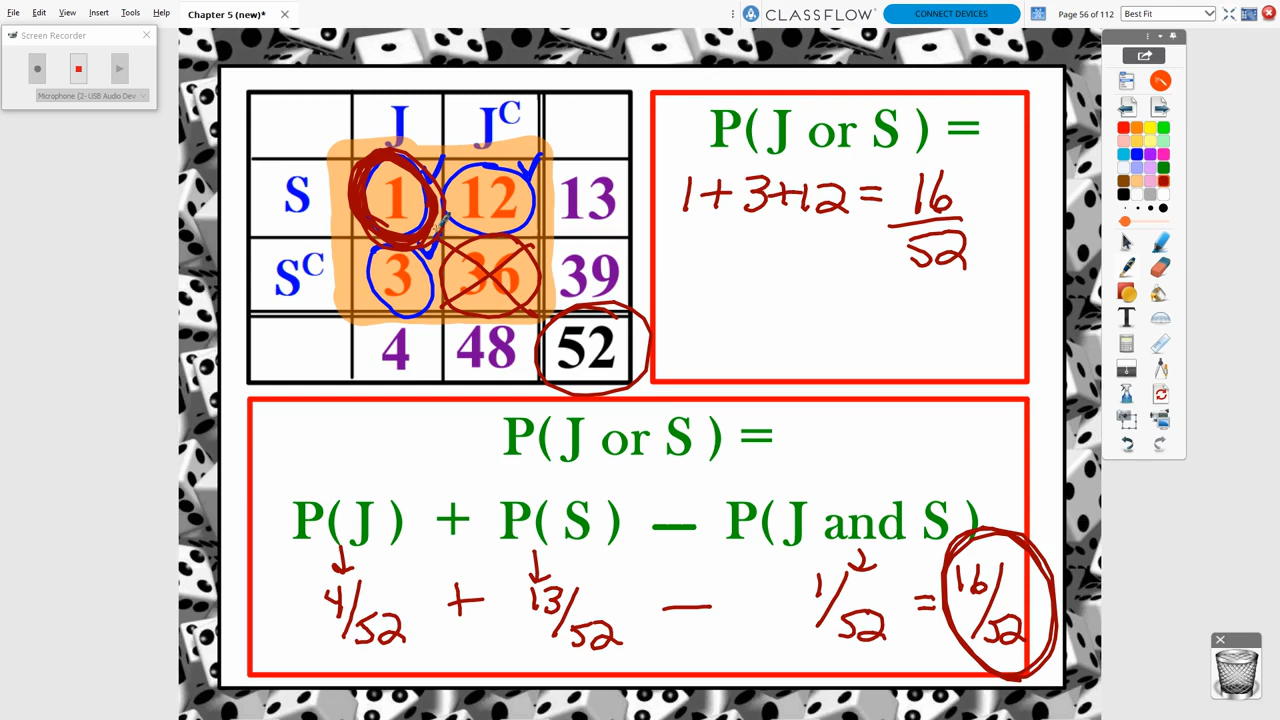 File Edit View Insert Tools Help
Chapter 5 (new)*
CLASSFLOW
CONNECT DEVICES
Page 56 of 112
Best Fit
Screen Recorder
Microphone (2- USB Audio Dev
J Jᶜ
S 1 12 13
Sᶜ 3 36 39
4 48 52
P( J or S ) =
1 + 3 + 12 = 16/52
P( J or S ) =
P( J ) + P( S ) — P( J and S )
4/52 + 13/52 — 1/52 = 16/52
T